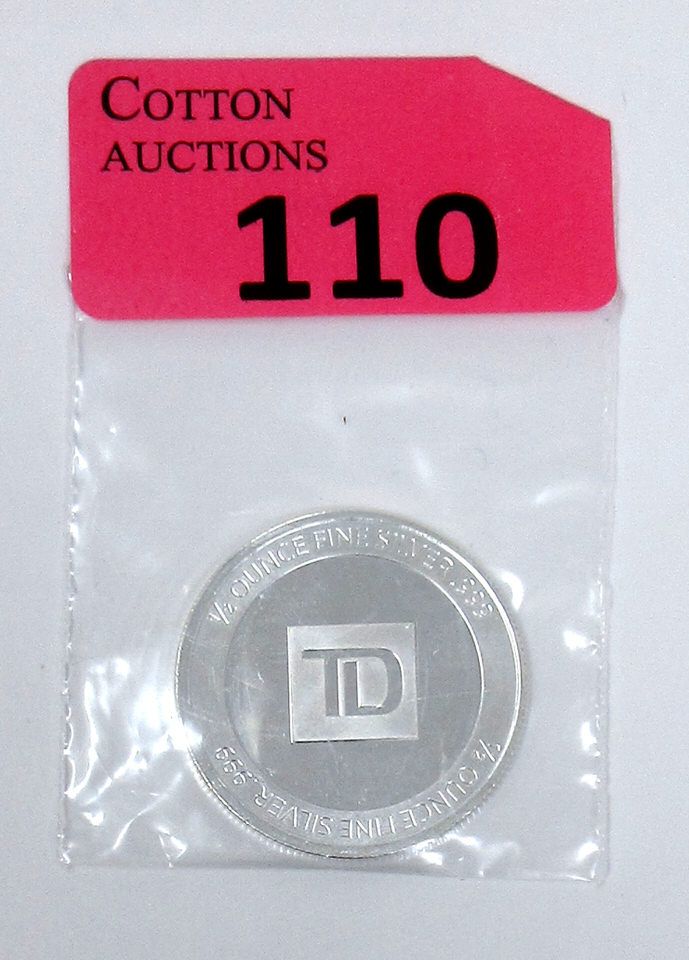 COTTON
AUCTIONS
110
½ OUNCE FINE SILVER .999
TD
½ OUNCE FINE SILVER .999